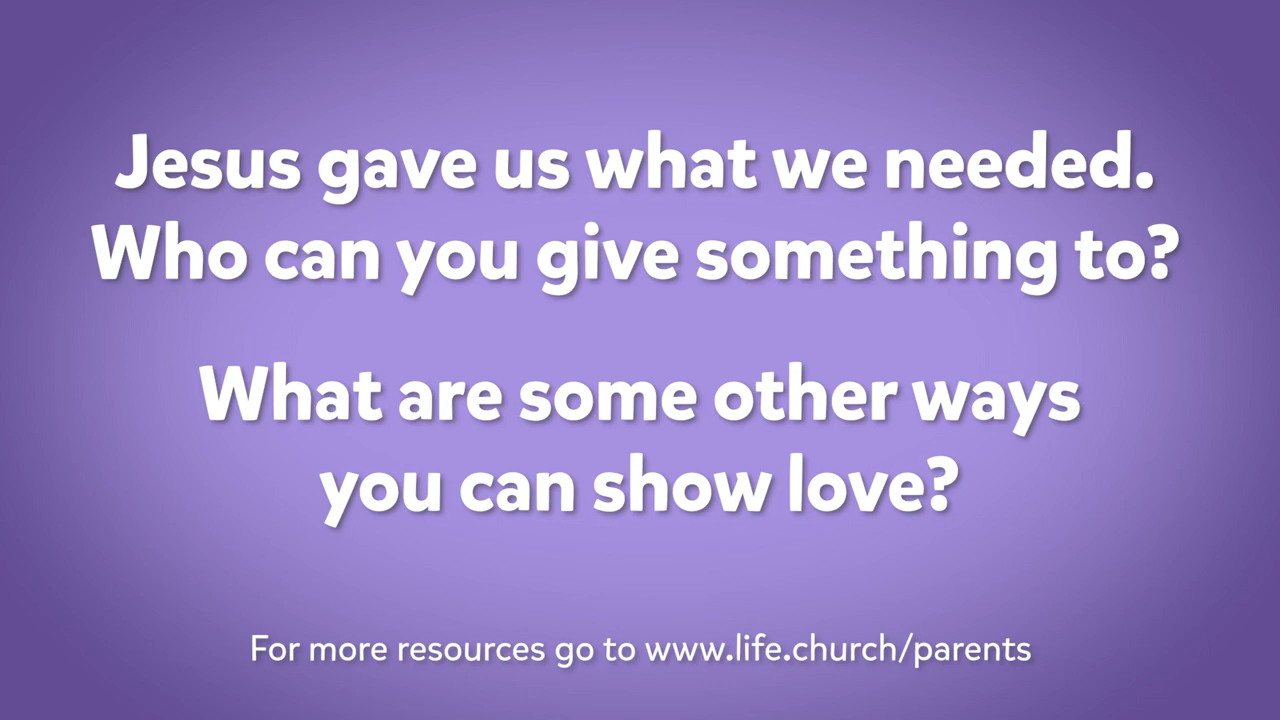 Jesus gave us what we needed.
Who can you give something to?
What are some other ways
you can show love?
For more resources go to www.life.church/parents